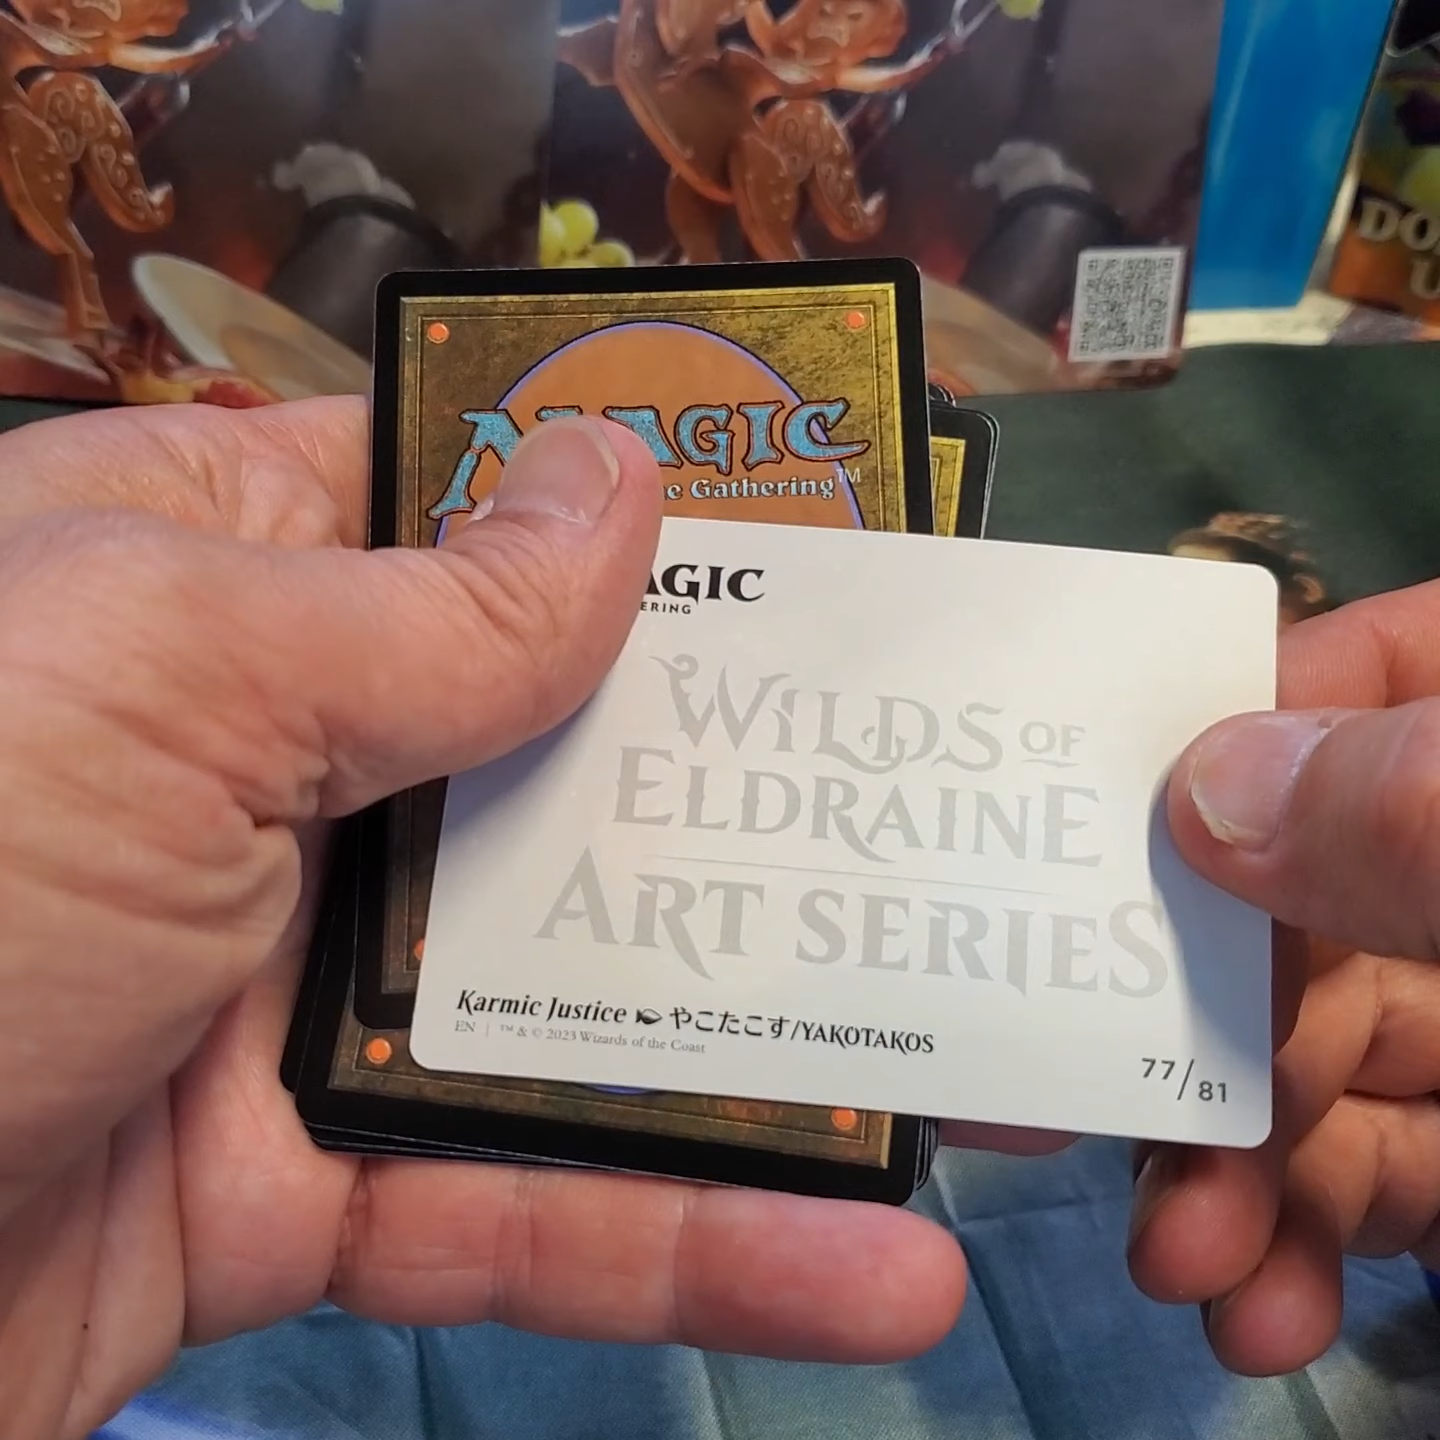 MAGIC
Gathering™
AGIC
ERING
WILDS OF
ELDRAINE
ART SERIES
Karmic Justice やこたこす/YAKOTAKOS
EN | ™ & © 2023 Wizards of the Coast
77/81